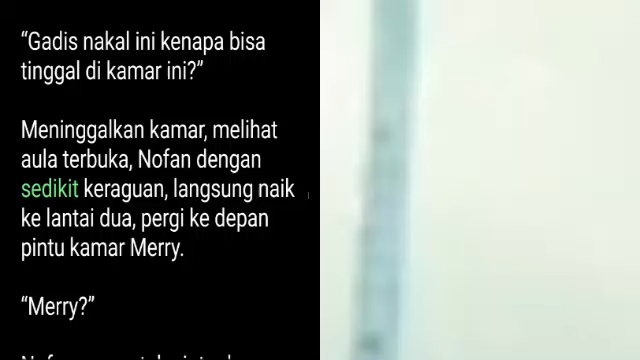 “Gadis nakal ini kenapa bisa
tinggal di kamar ini?”
Meninggalkan kamar, melihat
aula terbuka, Nofan dengan
sedikit keraguan, langsung naik
ke lantai dua, pergi ke depan
pintu kamar Merry.
“Merry?”